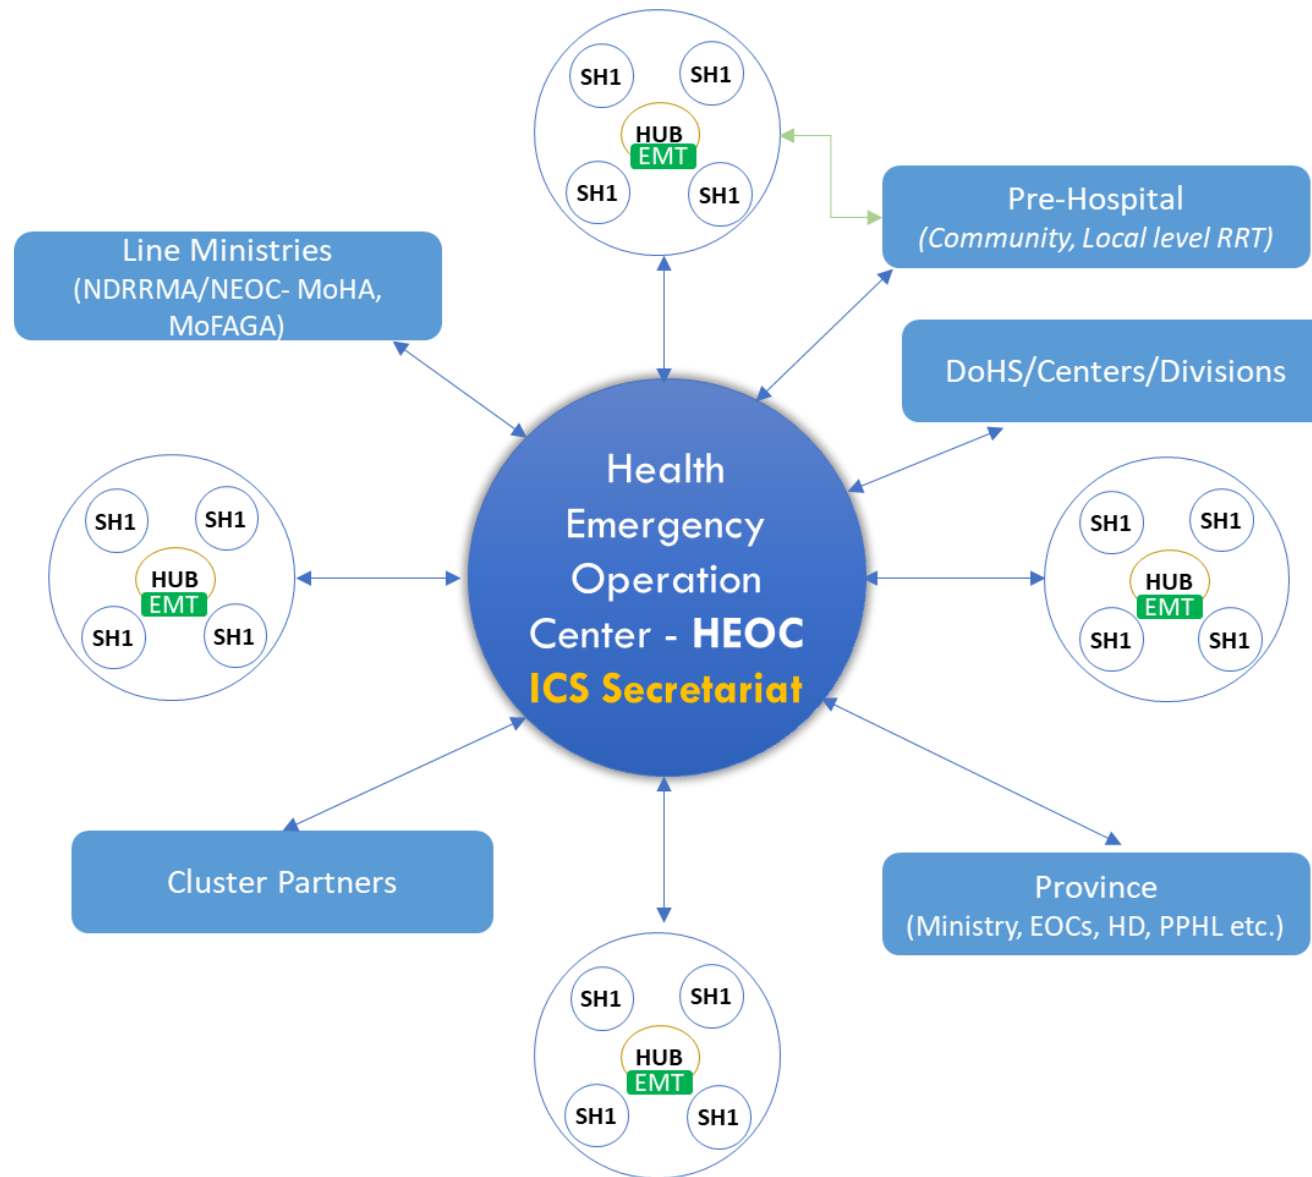 SH1
SH1
HUB
EMT
SH1
SH1
Pre-Hospital
(Community, Local level RRT)
Line Ministries
(NDRRMA/NEOC- MoHA,
MoFAGA)
DoHS/Centers/Divisions
Health
Emergency
Operation
Center - HEOC
ICS Secretariat
SH1
SH1
HUB
EMT
SH1
SH1
SH1
SH1
HUB
EMT
SH1
SH1
Cluster Partners
Province
(Ministry, EOCs, HD, PPHL etc.)
SH1
SH1
HUB
EMT
SH1
SH1